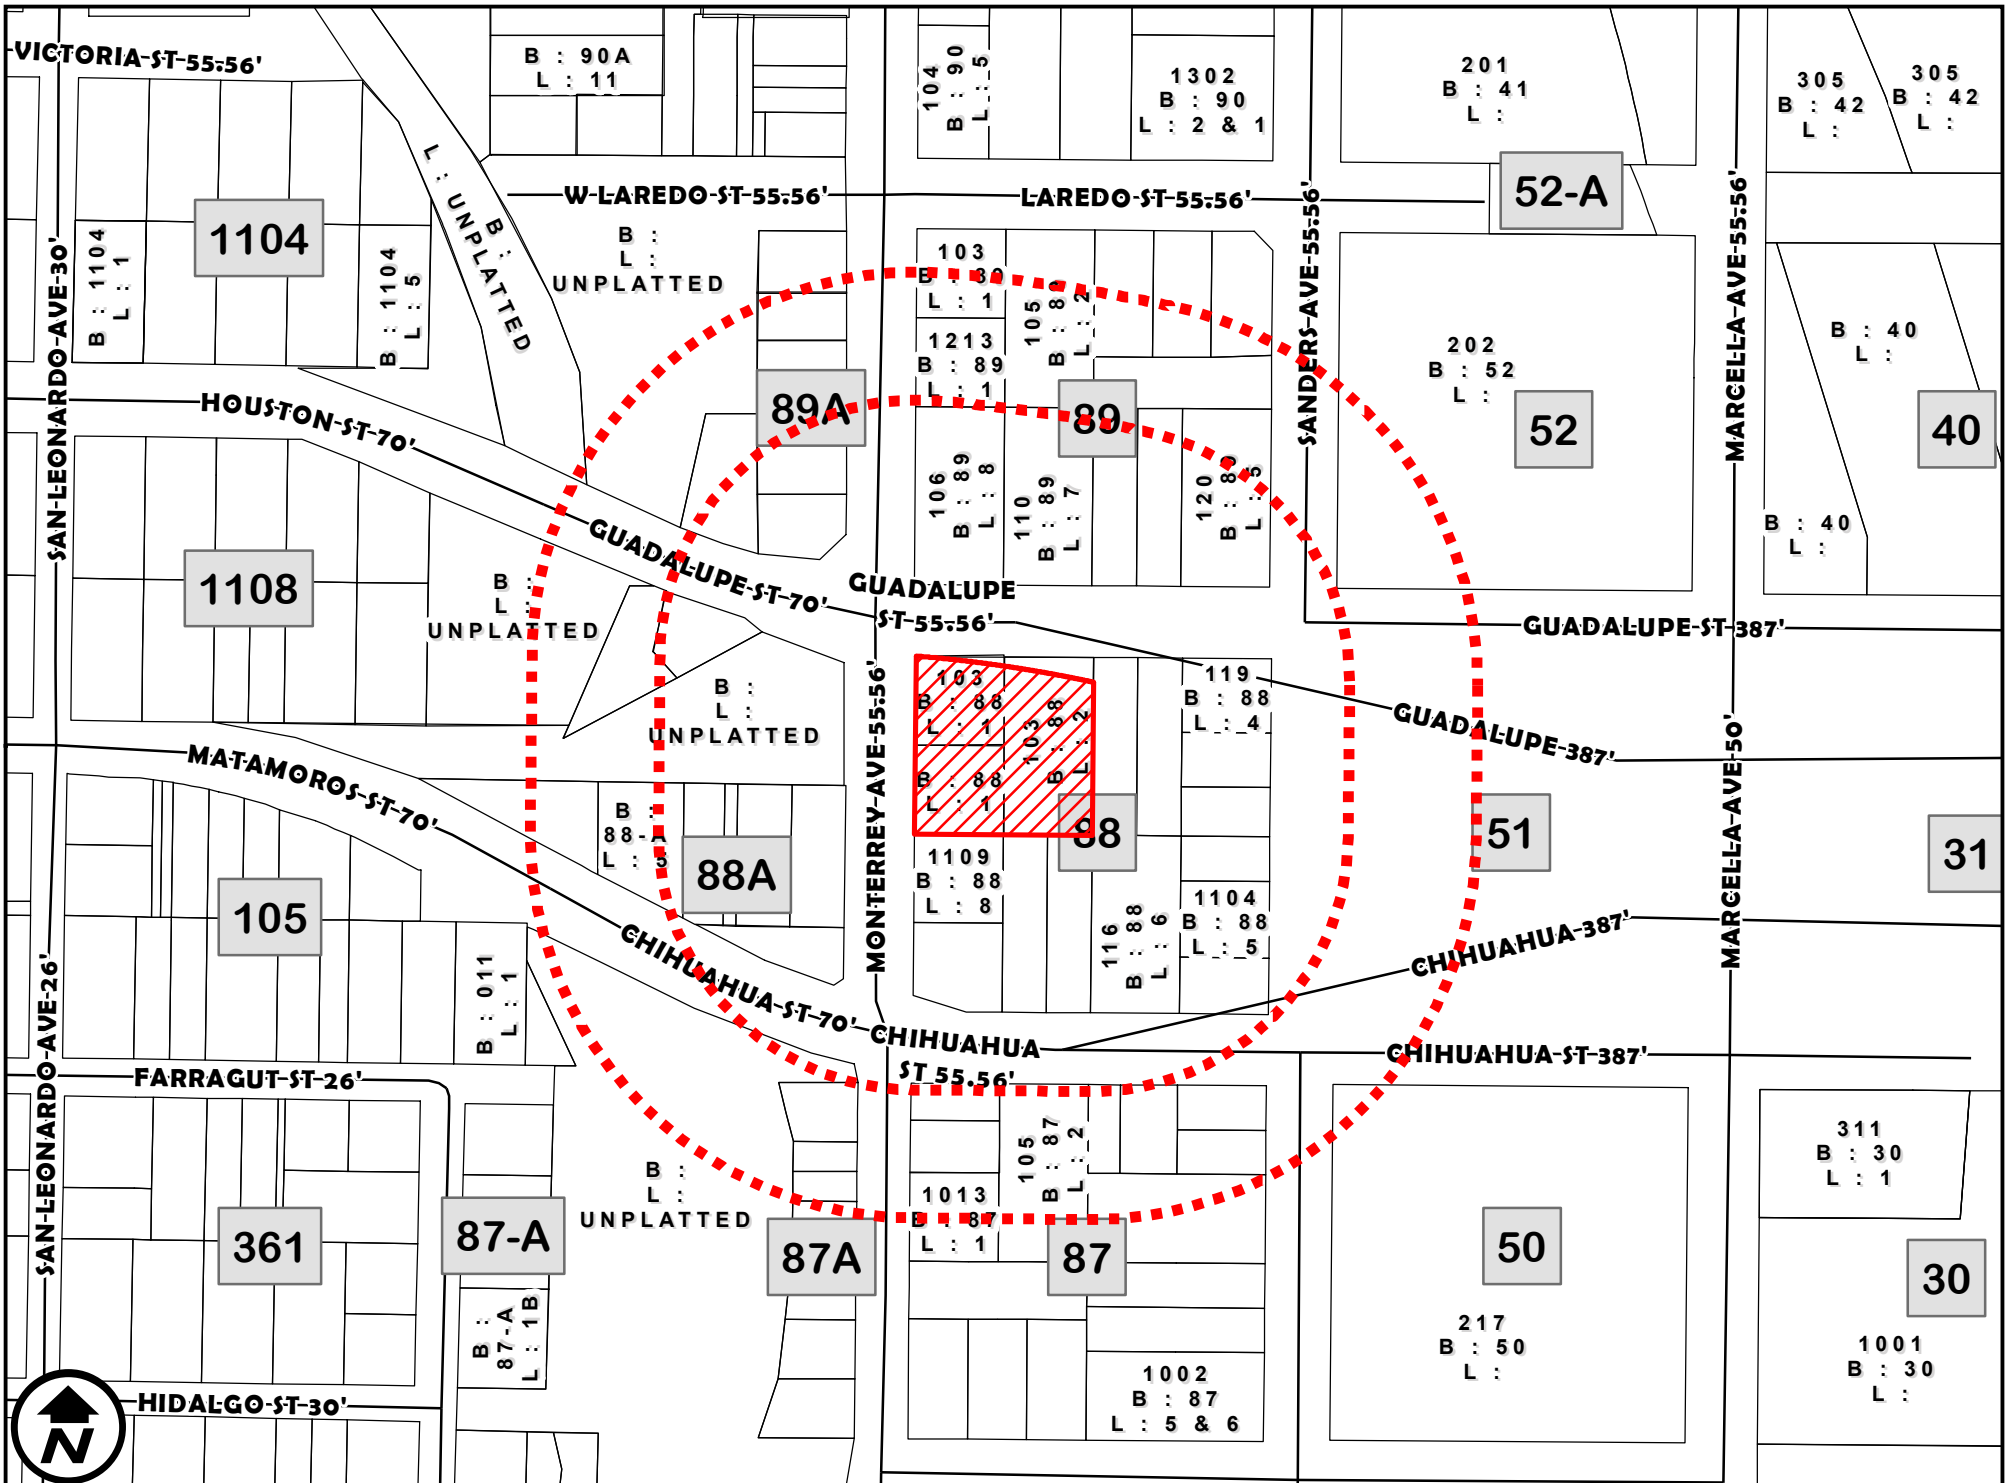 VICTORIA ST 55.56'
B : 90A
L : 11
104
B : 90
L : 5
1302
B : 90
L : 2 & 1
201
B : 41
L :
305
B : 42
L :
305
B : 42
L :
52-A
W LAREDO ST 55.56'
LAREDO ST 55.56'
SANDERS AVE 55.56'
MARCELLA AVE 55.56'
1104
B : 1104
L : 1
B : 1104
L : 5
B :
L : UNPLATTED
B :
L :
UNPLATTED
SAN LEONARDO AVE 30'
103
B : 89
L : 1
105
B : 89
L : 2
1213
B : 89
L : 1
202
B : 52
L :
52
B : 40
L :
40
HOUSTON ST 70'
89A
89
106
B : 89
L : 8
110
B : 89
L : 7
120
B : 89
L : 5
B : 40
L :
1108
GUADALUPE ST 70'
GUADALUPE
ST 55.56'
GUADALUPE ST 387'
B :
L :
UNPLATTED
B :
L :
UNPLATTED
MONTERREY AVE 55.56'
103
B : 88
L : 1
103
B : 88
L : 2
B : 88
L : 1
119
B : 88
L : 4
GUADALUPE 387'
MARCELLA AVE 50'
MATAMOROS ST 70'
B :
88-A
L : 5
88A
88
51
31
1109
B : 88
L : 8
116
B : 88
L : 6
1104
B : 88
L : 5
105
B : 011
L : 1
CHIHUAHUA ST 70'
CHIHUAHUA
ST 55.56'
CHIHUAHUA 387'
CHIHUAHUA ST 387'
SAN LEONARDO AVE 26'
FARRAGUT ST 26'
105
B : 87
L : 2
311
B : 30
L : 1
B :
L :
UNPLATTED
1013
B : 87
L : 1
361
87-A
87A
87
50
30
B :
87-A
L : 1B
217
B : 50
L :
1001
B : 30
L :
1002
B : 87
L : 5 & 6
HIDALGO ST 30'
N